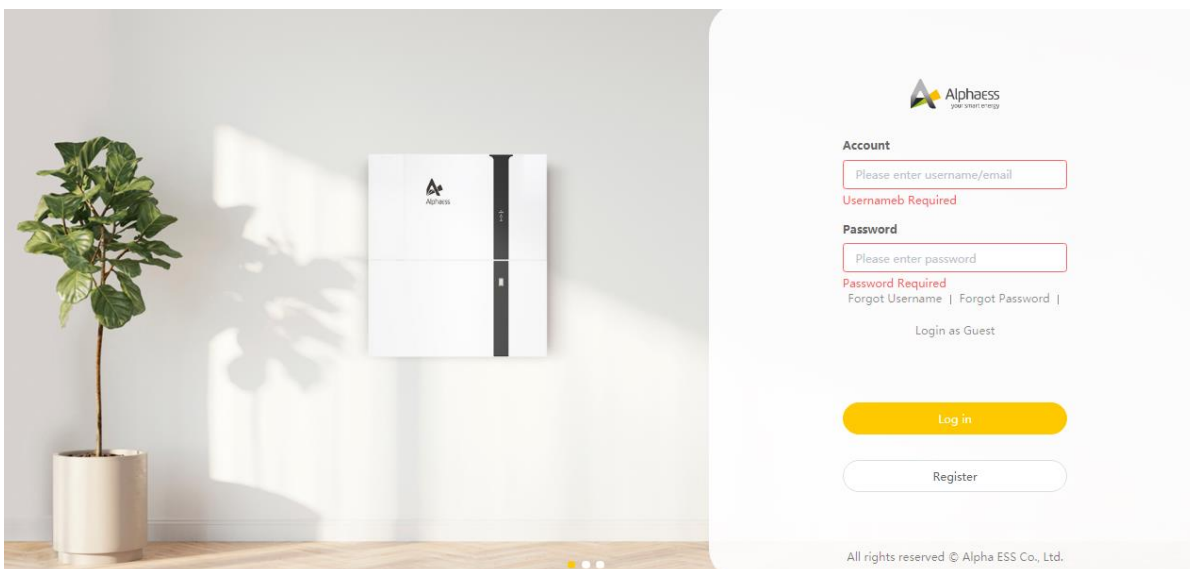 Alphaess
Alphaess
your smart energy
Account
Please enter username/email
Usernameb Required
Password
Please enter password
Password Required
Forgot Username | Forgot Password |
Login as Guest
Log in
Register
All rights reserved © Alpha ESS Co., Ltd.